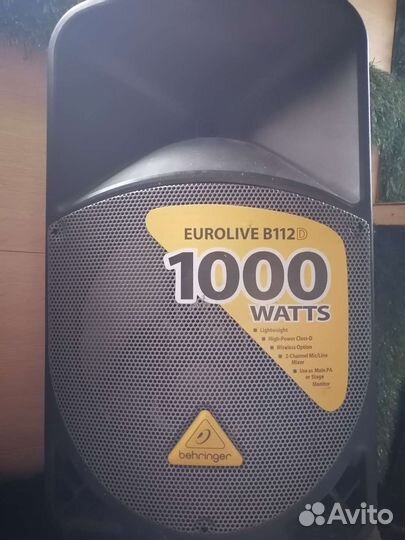 EUROLIVE B112D
1000
WATTS
Lightweight
High-Power Class-D
Wireless Option
2-Channel Mic/Line
Mixer
Use as Main PA
or Stage
Monitor
behringer
Avito